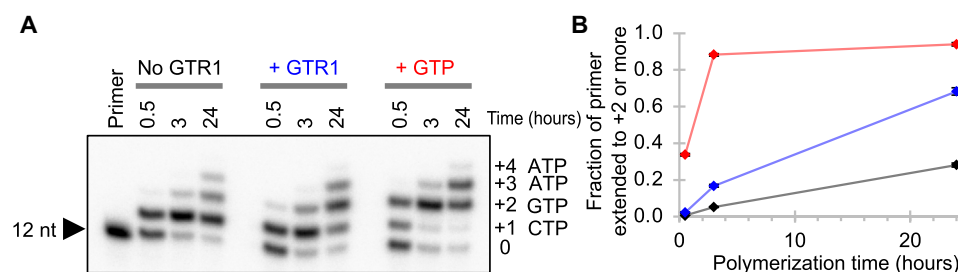 A
No GTR1
+ GTR1
+ GTP
Primer
0.5
3
24
0.5
3
24
0.5
3
24
Time (hours)
12 nt
+4 ATP
+3 ATP
+2 GTP
+1 CTP
0
B
Fraction of primer
extended to +2 or more
1.0
0.8
0.6
0.4
0.2
0.0
0
10
20
Polymerization time (hours)